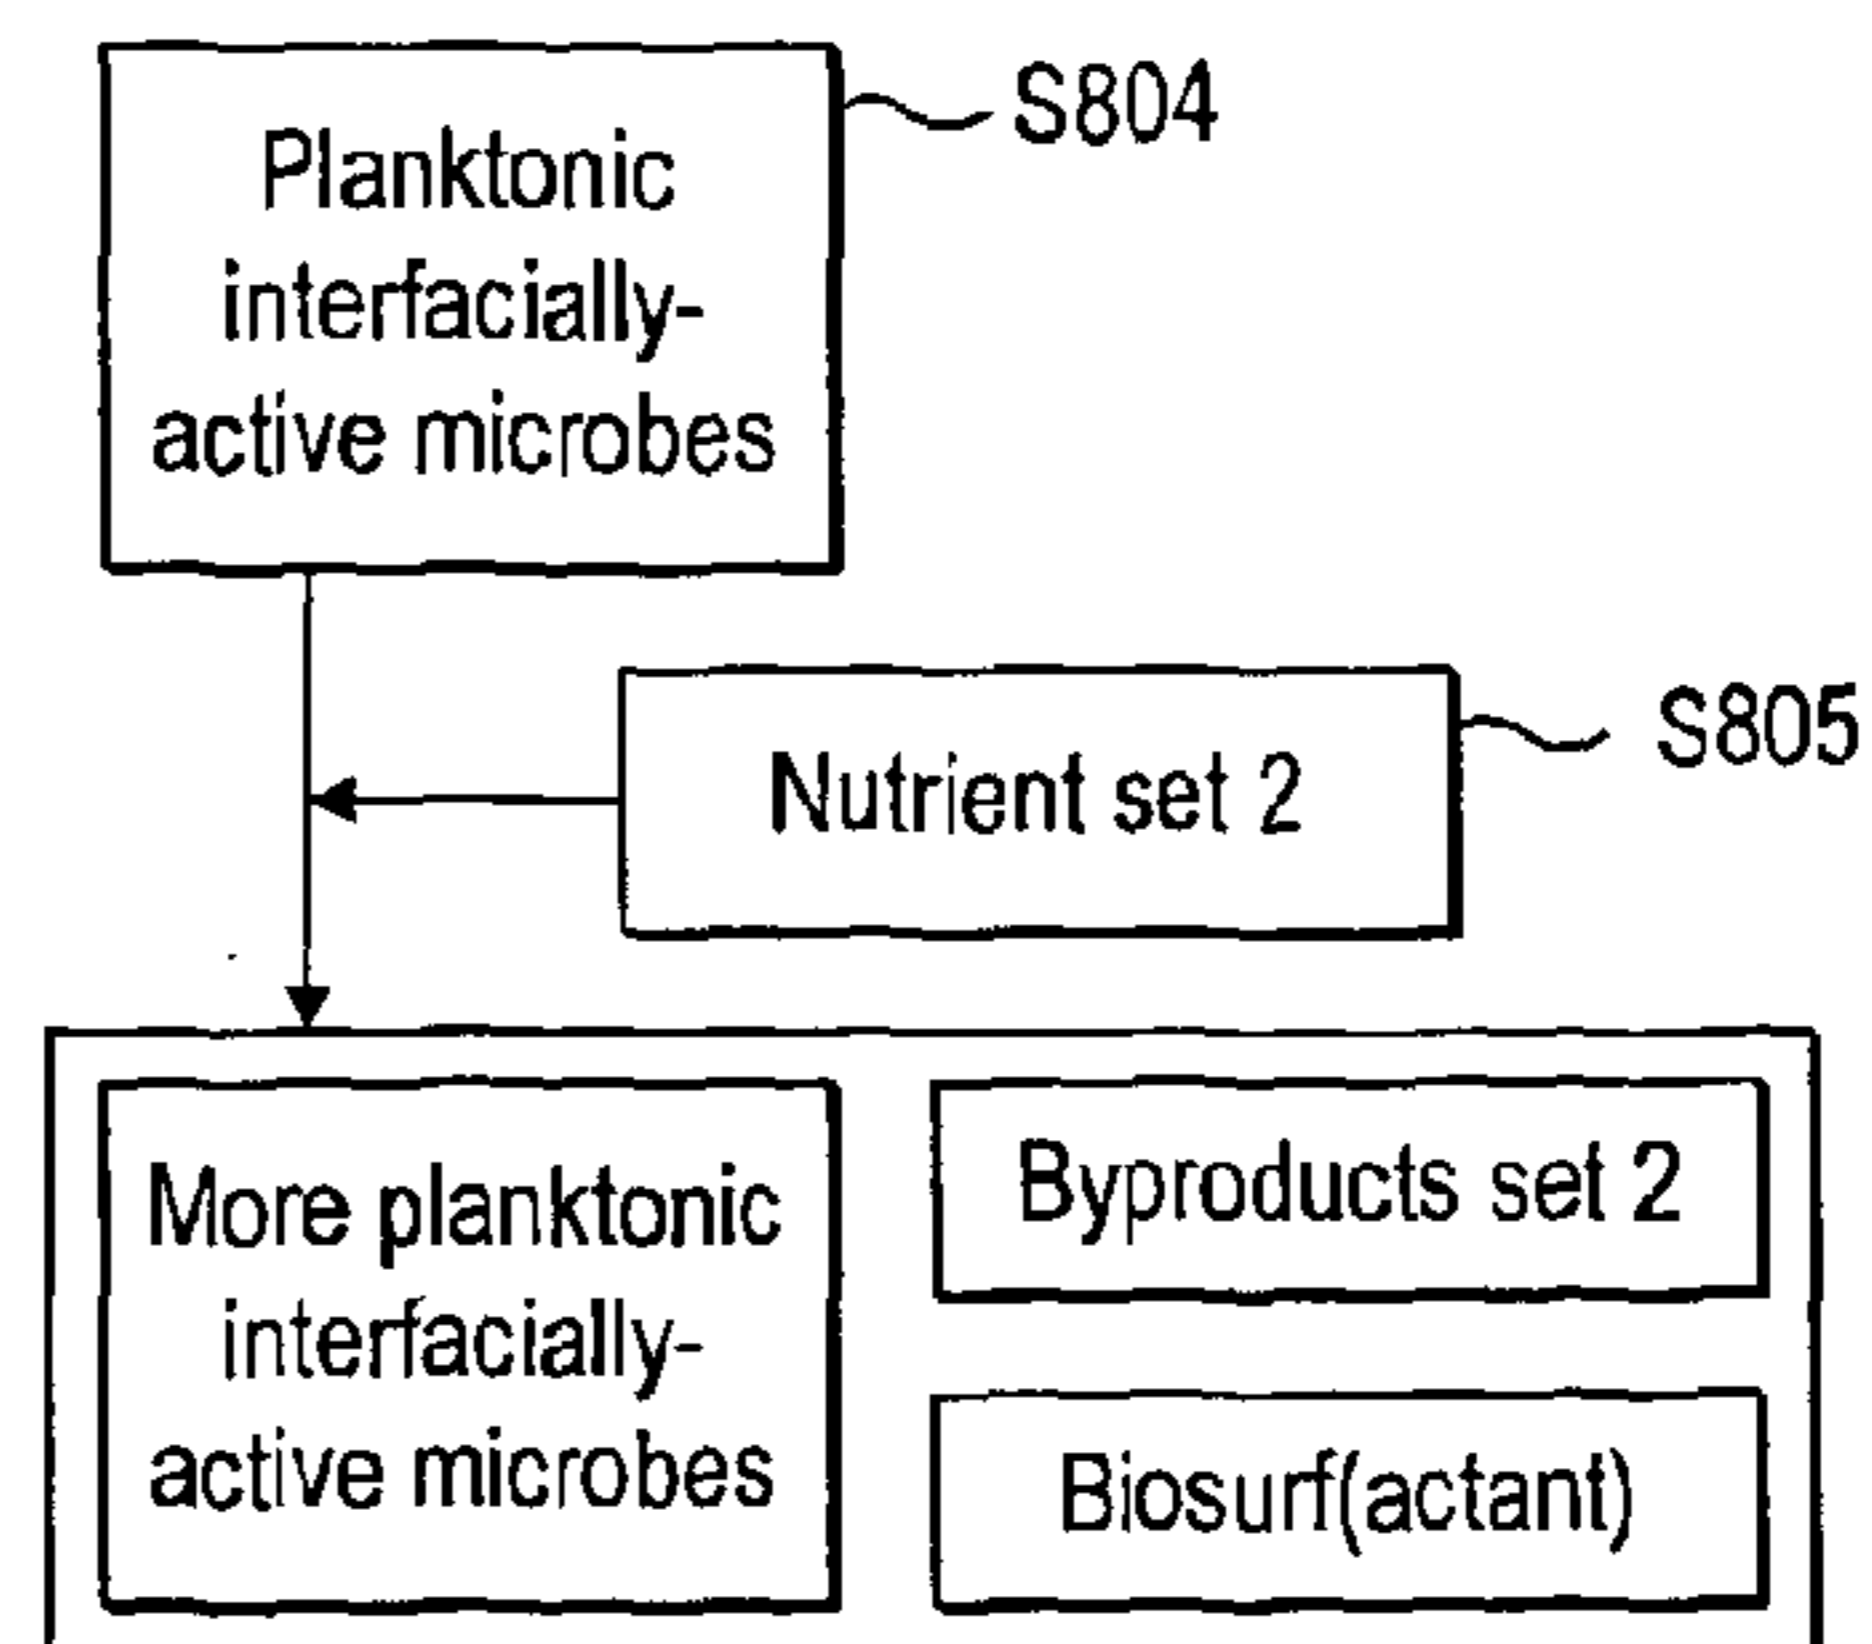 Planktonic
interfacially-
active microbes
S804
Nutrient set 2
S805
More planktonic
interfacially-
active microbes
Byproducts set 2
Biosurf(actant)